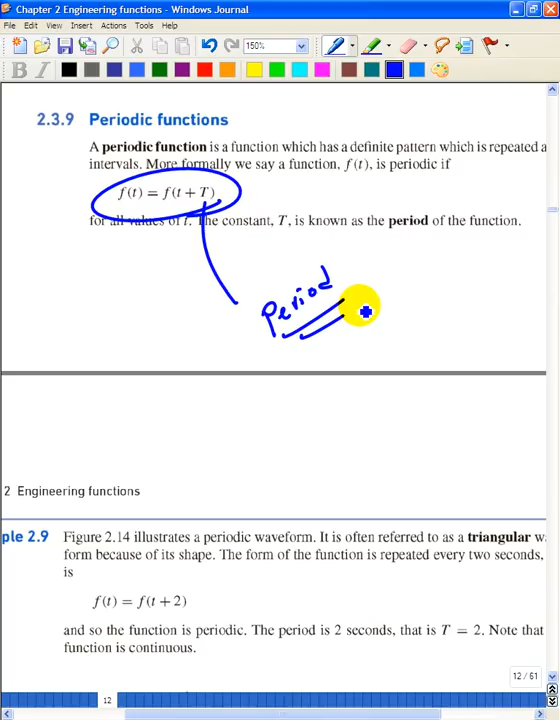 Chapter 2 Engineering functions - Windows Journal
File Edit View Insert Actions Tools Help
150%
B I
2.3.9 Periodic functions
A periodic function is a function which has a definite pattern which is repeated a
intervals. More formally we say a function, f(t), is periodic if
f(t) = f(t + T)
for all values of t. The constant, T, is known as the period of the function.
Period
2 Engineering functions
ple 2.9 Figure 2.14 illustrates a periodic waveform. It is often referred to as a triangular w
form because of its shape. The form of the function is repeated every two seconds,
is
f(t) = f(t + 2)
and so the function is periodic. The period is 2 seconds, that is T = 2. Note that
function is continuous.
12 / 61
12